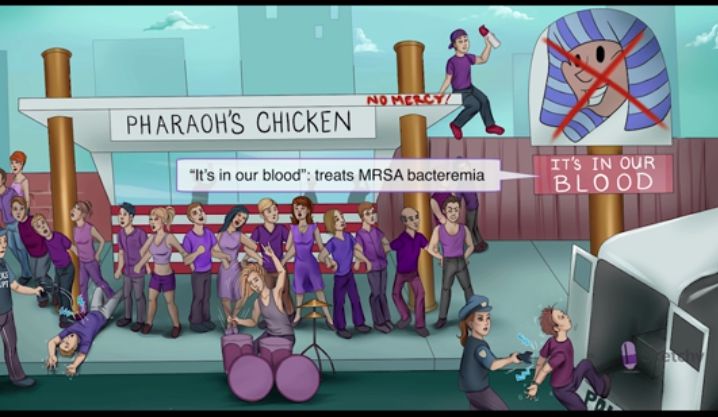 NO MERCY!
PHARAOH'S CHICKEN
"It's in our blood": treats MRSA bacteremia
IT'S IN OUR
BLOOD